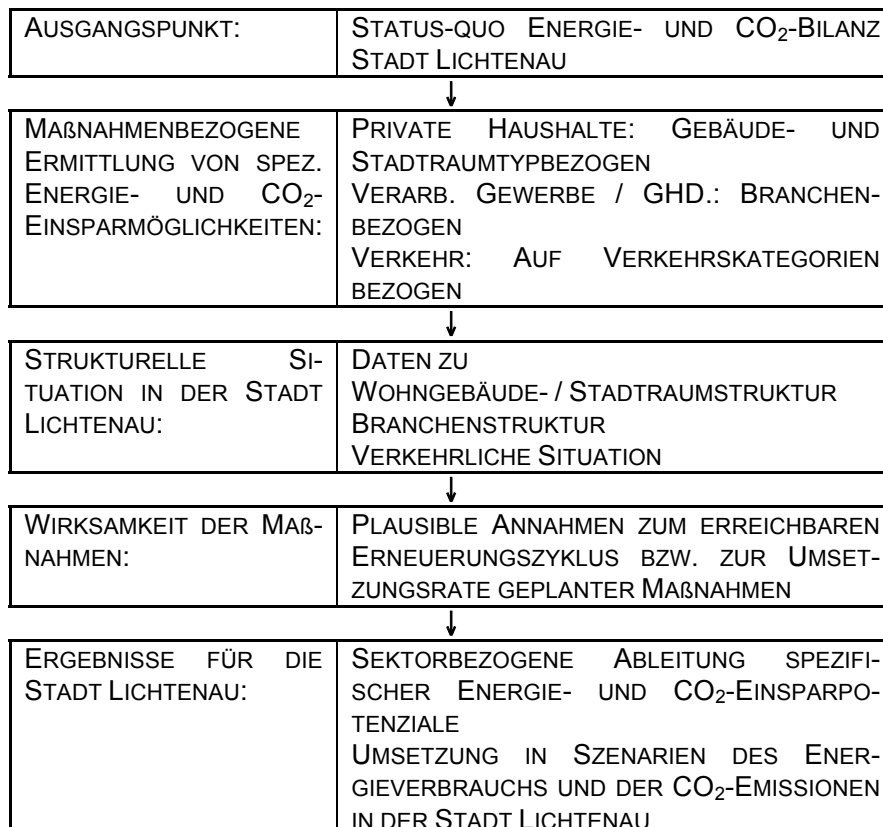 AUSGANGSPUNKT:
STATUS-QUO ENERGIE- UND CO₂-BILANZ
STADT LICHTENAU
↓
MAßNAHMENBEZOGENE
ERMITTLUNG VON SPEZ.
ENERGIE- UND CO₂-
EINSPARMÖGLICHKEITEN:
PRIVATE HAUSHALTE: GEBÄUDE- UND
STADTRAUMTYPBEZOGEN
VERARB. GEWERBE / GHD.: BRANCHEN-
BEZOGEN
VERKEHR: AUF VERKEHRSKATEGORIEN
BEZOGEN
↓
STRUKTURELLE SI-
TUATION IN DER STADT
LICHTENAU:
DATEN ZU
WOHNGEBÄUDE- / STADTRAUMSTRUKTUR
BRANCHENSTRUKTUR
VERKEHRLICHE SITUATION
↓
WIRKSAMKEIT DER MAß-
NAHMEN:
PLAUSIBLE ANNAHMEN ZUM ERREICHBAREN
ERNEUERUNGSZYKLUS BZW. ZUR UMSET-
ZUNGSRATE GEPLANTER MAßNAHMEN
↓
ERGEBNISSE FÜR DIE
STADT LICHTENAU:
SEKTORBEZOGENE ABLEITUNG SPEZIFI-
SCHER ENERGIE- UND CO₂-EINSPARPO-
TENZIALE
UMSETZUNG IN SZENARIEN DES ENER-
GIEVERBRAUCHS UND DER CO₂-EMISSIONEN
IN DER STADT LICHTENAU